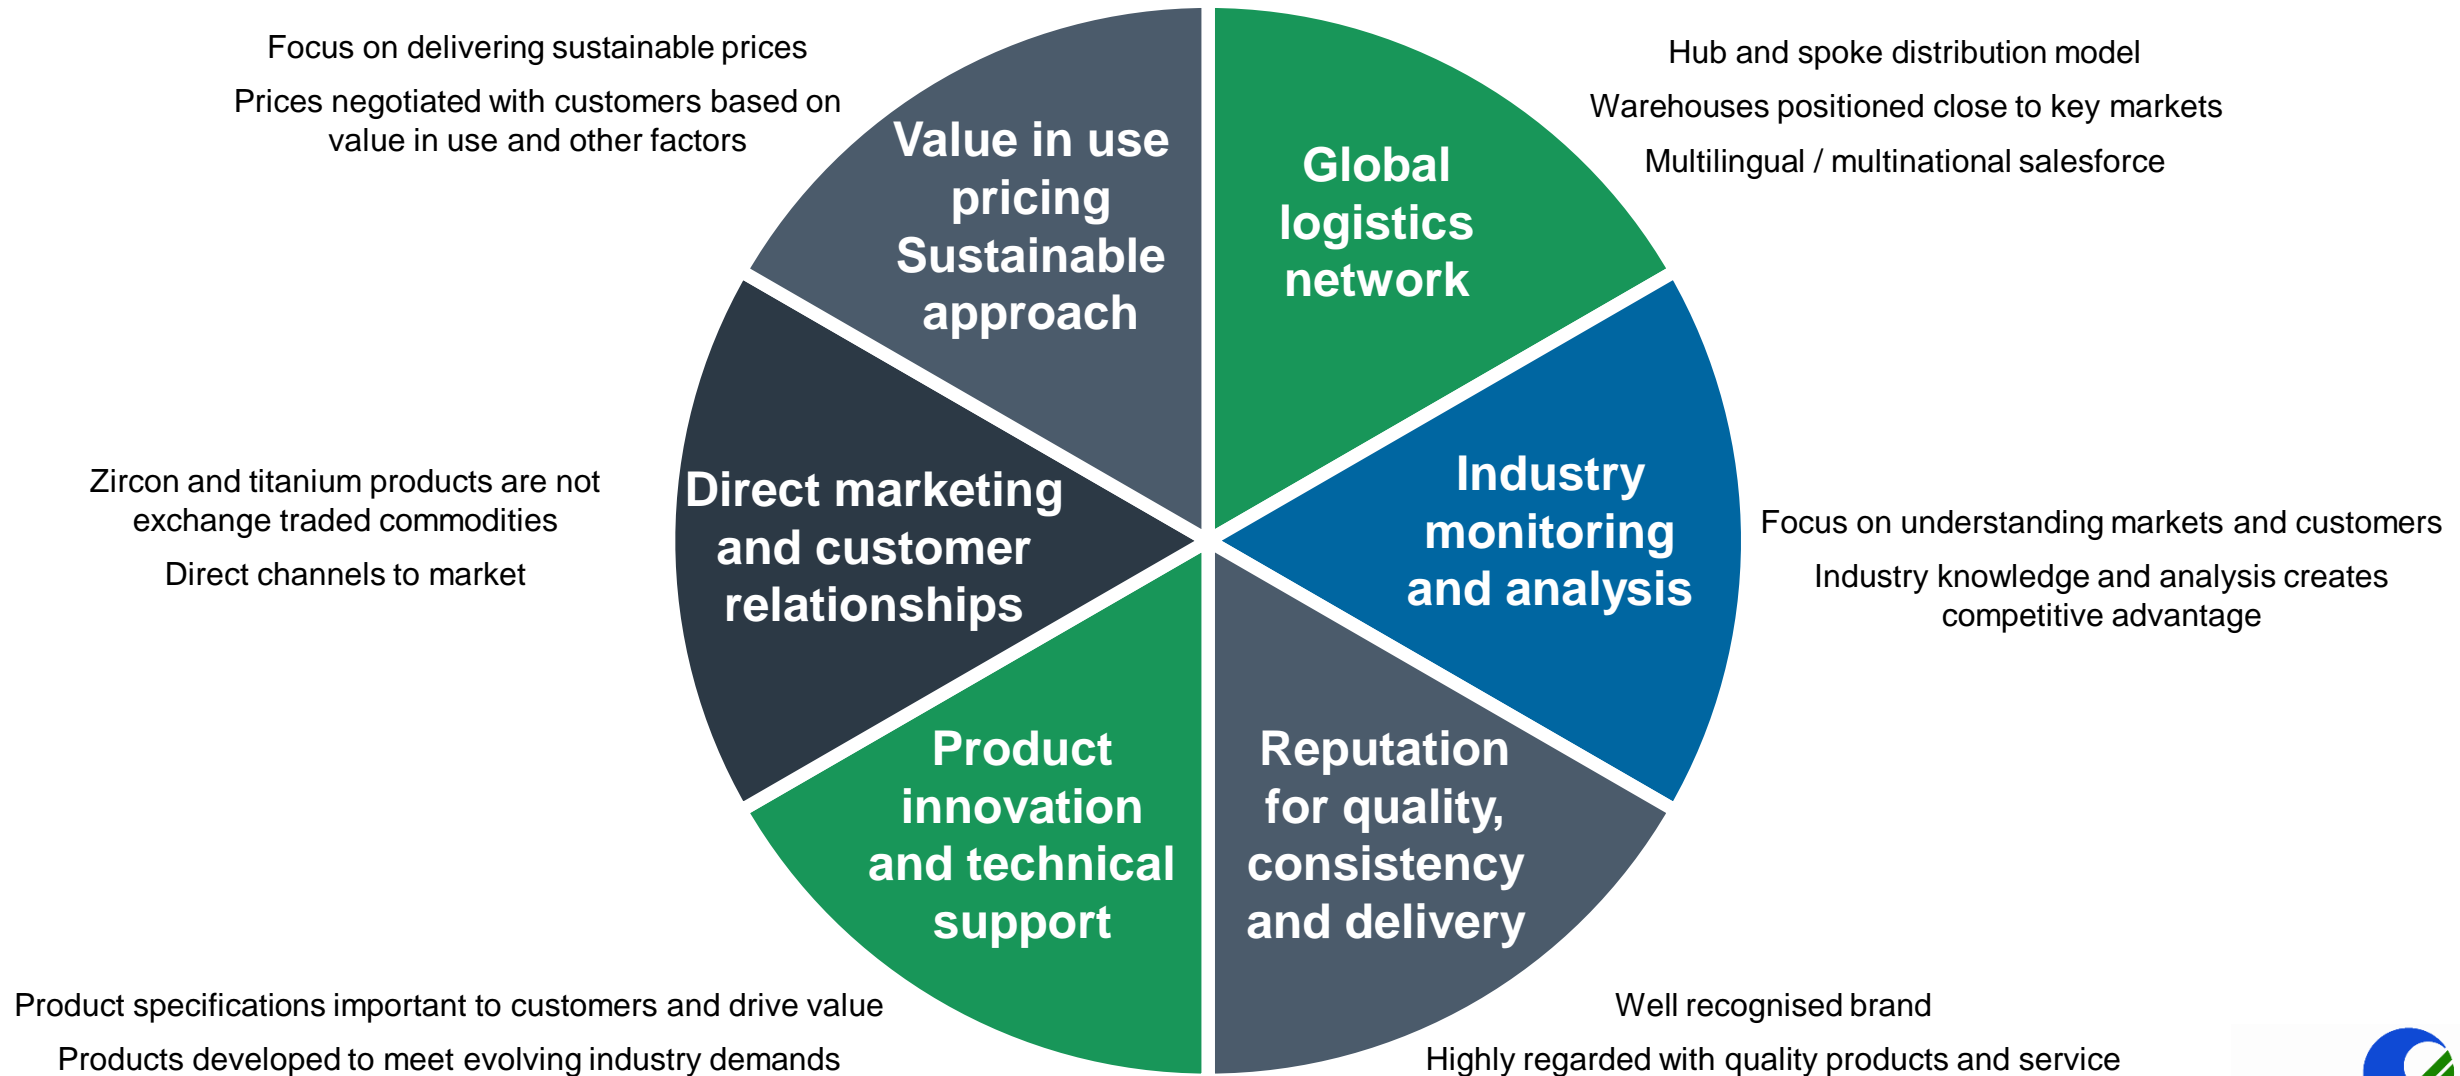 Focus on delivering sustainable prices
Prices negotiated with customers based on
value in use and other factors
Value in use
pricing
Sustainable
approach
Global
logistics
network
Hub and spoke distribution model
Warehouses positioned close to key markets
Multilingual / multinational salesforce
Zircon and titanium products are not
exchange traded commodities
Direct channels to market
Direct marketing
and customer
relationships
Industry
monitoring
and analysis
Focus on understanding markets and customers
Industry knowledge and analysis creates
competitive advantage
Product
innovation
and technical
support
Reputation
for quality,
consistency
and delivery
Product specifications important to customers and drive value
Products developed to meet evolving industry demands
Well recognised brand
Highly regarded with quality products and service